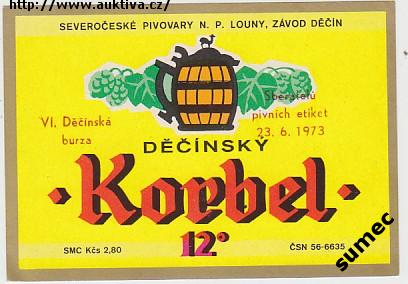 http://www.auktiva.cz/
SEVEROČESKÉ PIVOVARY N. P. LOUNY, ZÁVOD DĚČÍN
VI. Děčínská
burza
Sběratelů
pivních etiket
23. 6. 1973
DĚČÍNSKÝ
· Korbel ·
12°
SMC Kčs 2,80
ČSN 56-6635
sumec